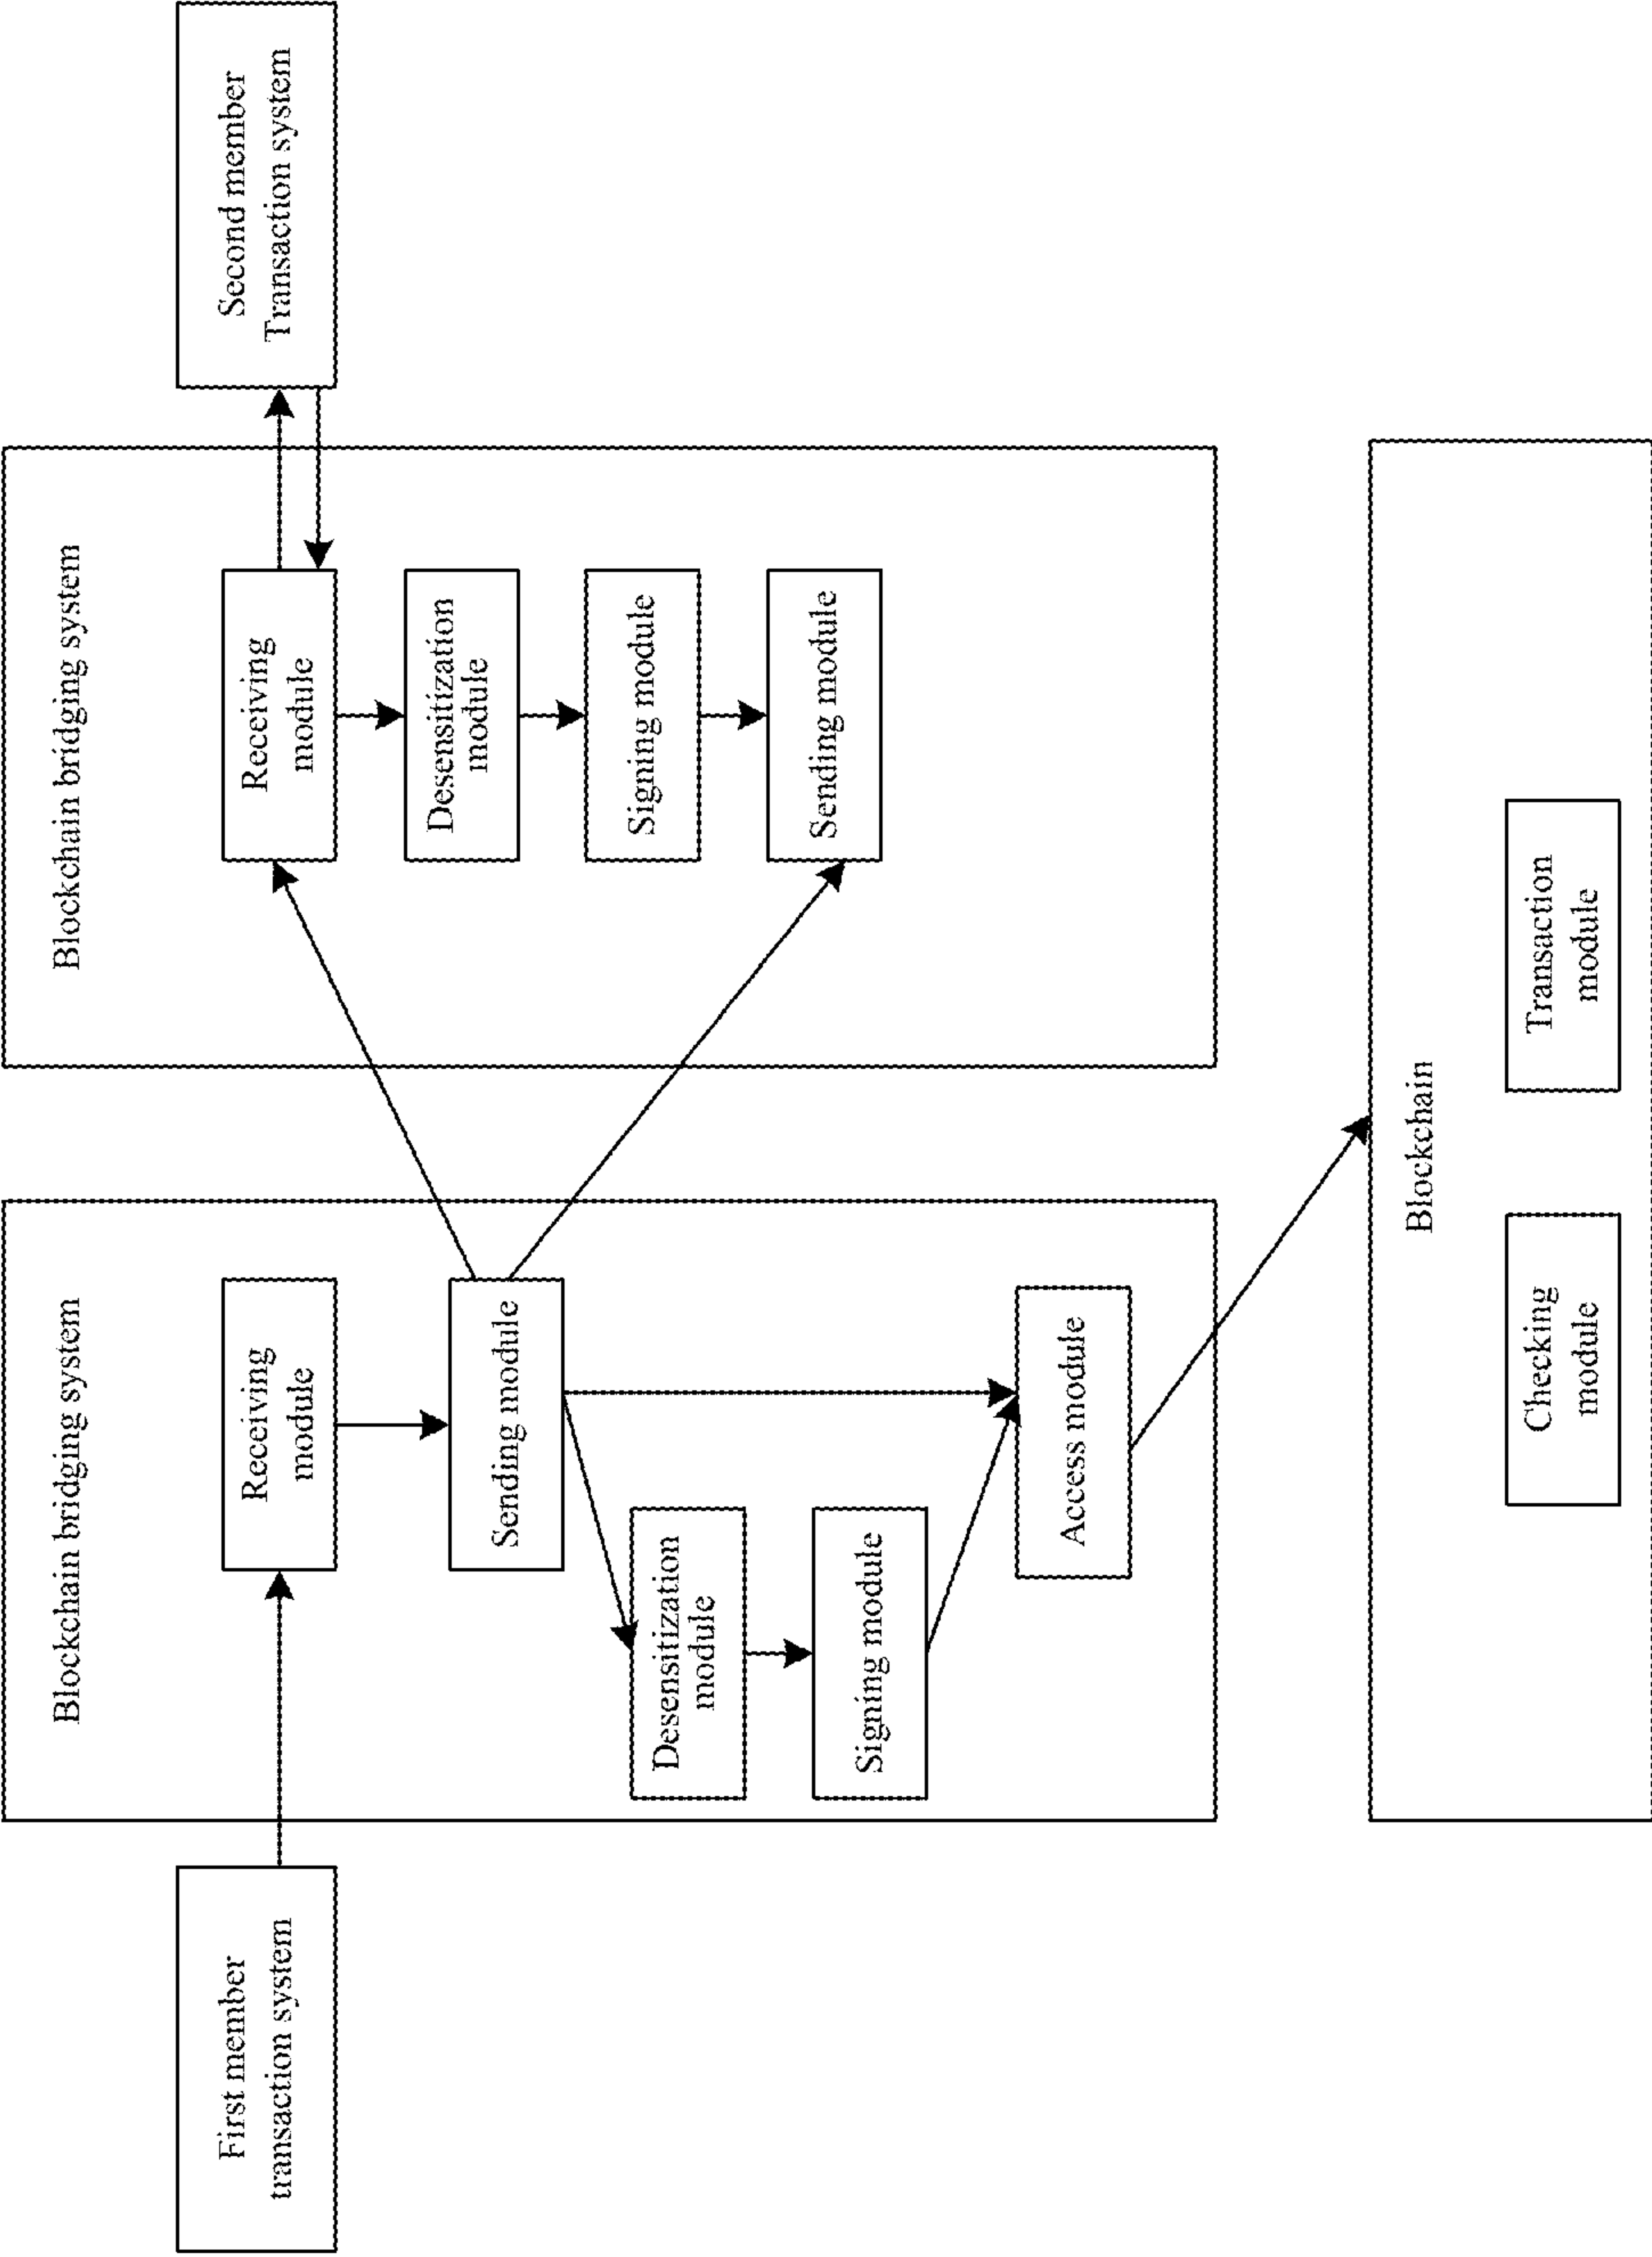 First member
transaction system
Blockchain bridging system
Receiving
module
Sending module
Desensitization
module
Signing module
Access module
Blockchain bridging system
Receiving
module
Desensitization
module
Signing module
Sending module
Second member
Transaction system
Blockchain
Checking
module
Transaction
module